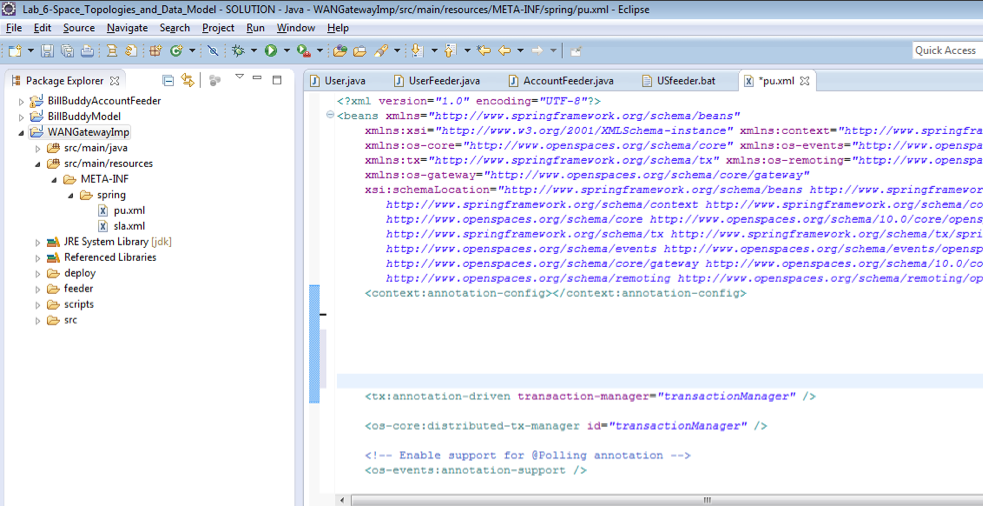 Lab_6-Space_Topologies_and_Data_Model - SOLUTION - Java - WANGatewayImp/src/main/resources/META-INF/spring/pu.xml - Eclipse
File Edit Source Navigate Search Project Run Window Help
Quick Access
Package Explorer
BillBuddyAccountFeeder
BillBuddyModel
WANGatewayImp
src/main/java
src/main/resources
META-INF
spring
pu.xml
sla.xml
JRE System Library [jdk]
Referenced Libraries
deploy
feeder
scripts
src
User.java UserFeeder.java AccountFeeder.java USfeeder.bat *pu.xml
<?xml version="1.0" encoding="UTF-8"?>
<beans xmlns="http://www.springframework.org/schema/beans"
xmlns:xsi="http://www.w3.org/2001/XMLSchema-instance" xmlns:context="http://www.springfram
xmlns:os-core="http://www.openspaces.org/schema/core" xmlns:os-events="http://www.openspac
xmlns:tx="http://www.springframework.org/schema/tx" xmlns:os-remoting="http://www.openspa
xmlns:os-gateway="http://www.openspaces.org/schema/core/gateway"
xsi:schemaLocation="http://www.springframework.org/schema/beans http://www.springframework
http://www.springframework.org/schema/context http://www.springframework.org/schema/co
http://www.openspaces.org/schema/core http://www.openspaces.org/schema/10.0/core/opens
http://www.springframework.org/schema/tx http://www.springframework.org/schema/tx/spri
http://www.openspaces.org/schema/events http://www.openspaces.org/schema/events/opensp
http://www.openspaces.org/schema/core/gateway http://www.openspaces.org/schema/10.0/co
http://www.openspaces.org/schema/remoting http://www.openspaces.org/schema/remoting/op
<context:annotation-config></context:annotation-config>
<tx:annotation-driven transaction-manager="transactionManager" />
<os-core:distributed-tx-manager id="transactionManager" />
<!-- Enable support for @Polling annotation -->
<os-events:annotation-support />